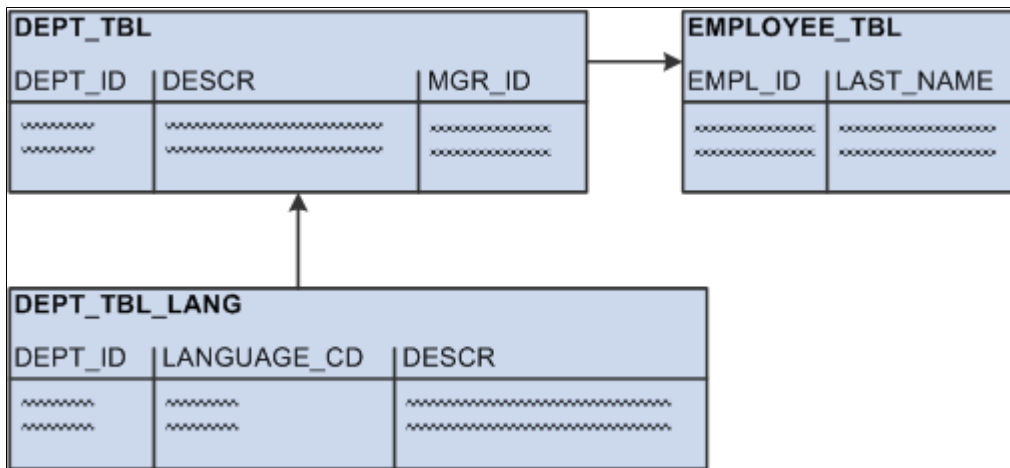 DEPT_TBL
DEPT_ID DESCR MGR_ID
EMPLOYEE_TBL
EMPL_ID LAST_NAME
DEPT_TBL_LANG
DEPT_ID LANGUAGE_CD DESCR